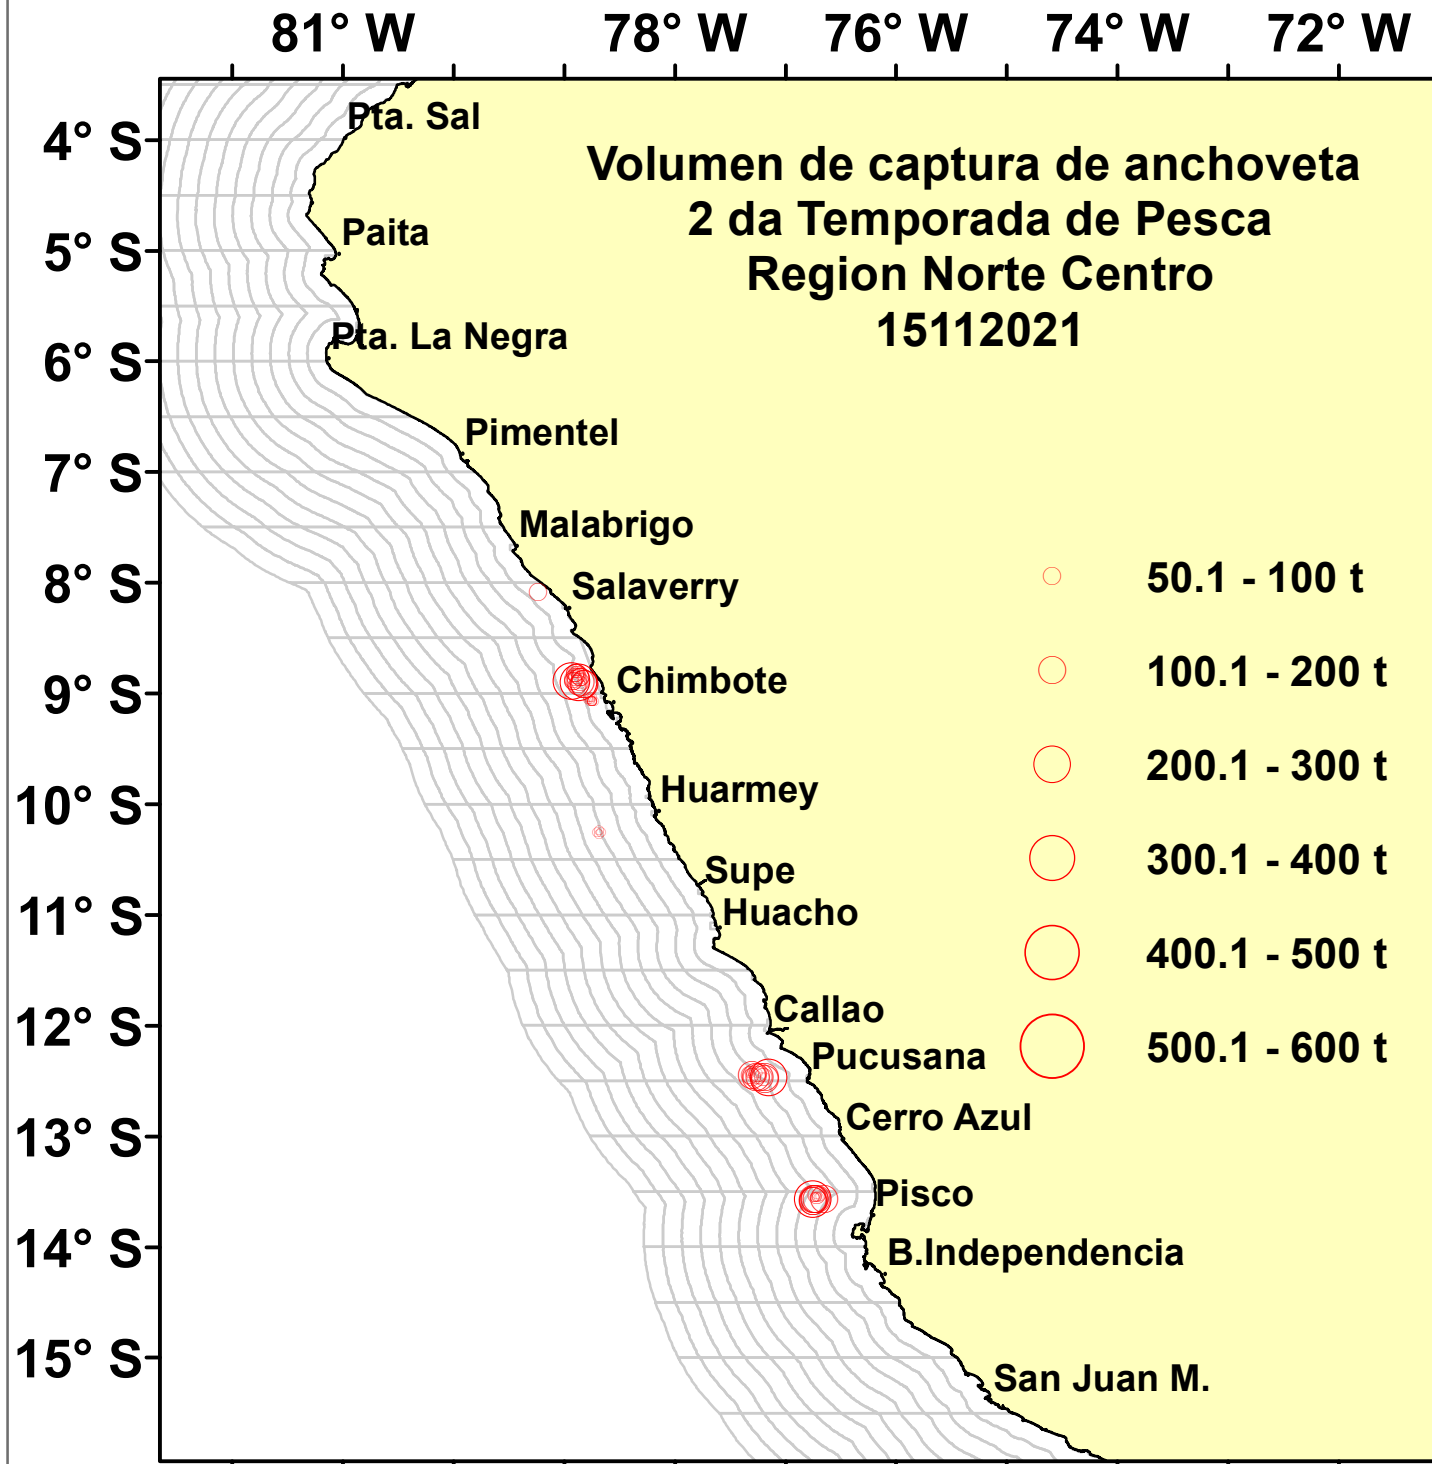 81° W 78° W 76° W 74° W 72° W
Volumen de captura de anchoveta
2 da Temporada de Pesca
Region Norte Centro
15112021
4° S
5° S
6° S
7° S
8° S
9° S
10° S
11° S
12° S
13° S
14° S
15° S
Pta. Sal
Paita
Pta. La Negra
Pimentel
Malabrigo
Salaverry
Chimbote
Huarmey
Supe
Huacho
Callao
Pucusana
Cerro Azul
Pisco
B.Independencia
San Juan M.
50.1 - 100 t
100.1 - 200 t
200.1 - 300 t
300.1 - 400 t
400.1 - 500 t
500.1 - 600 t